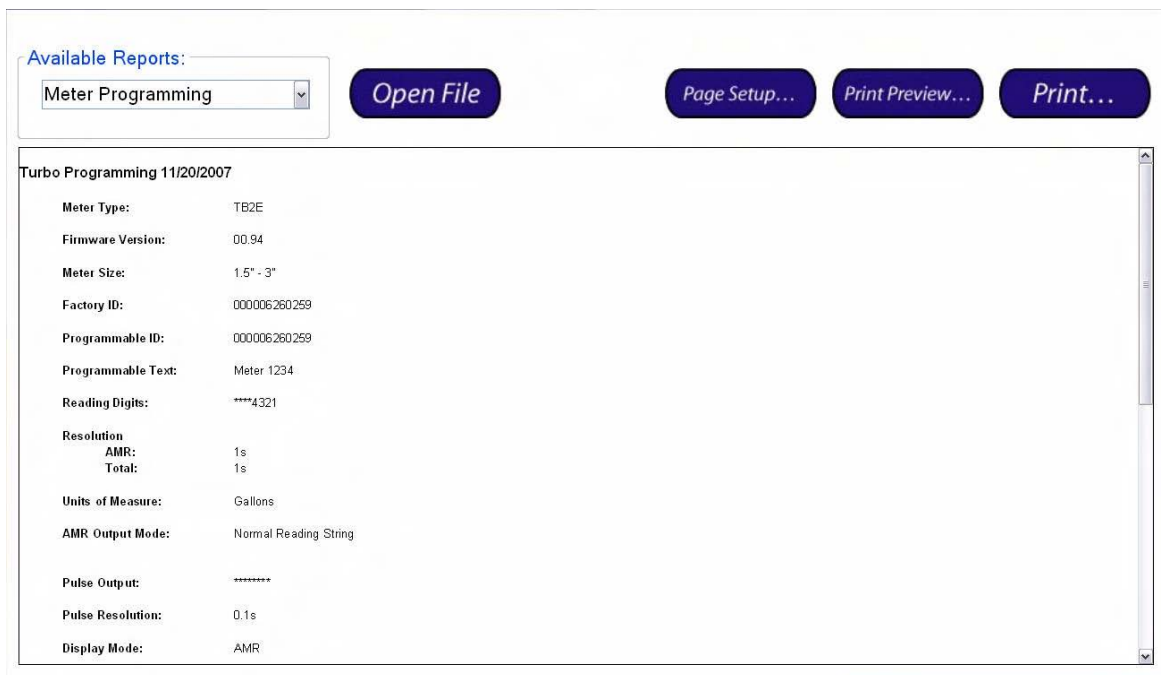 Available Reports:
Meter Programming
Open File
Page Setup...
Print Preview...
Print...
Turbo Programming 11/20/2007
Meter Type: TB2E
Firmware Version: 00.94
Meter Size: 1.5" - 3"
Factory ID: 000006260259
Programmable ID: 000006260259
Programmable Text: Meter 1234
Reading Digits: ****4321
Resolution
AMR: 1s
Total: 1s
Units of Measure: Gallons
AMR Output Mode: Normal Reading String
Pulse Output: ********
Pulse Resolution: 0.1s
Display Mode: AMR